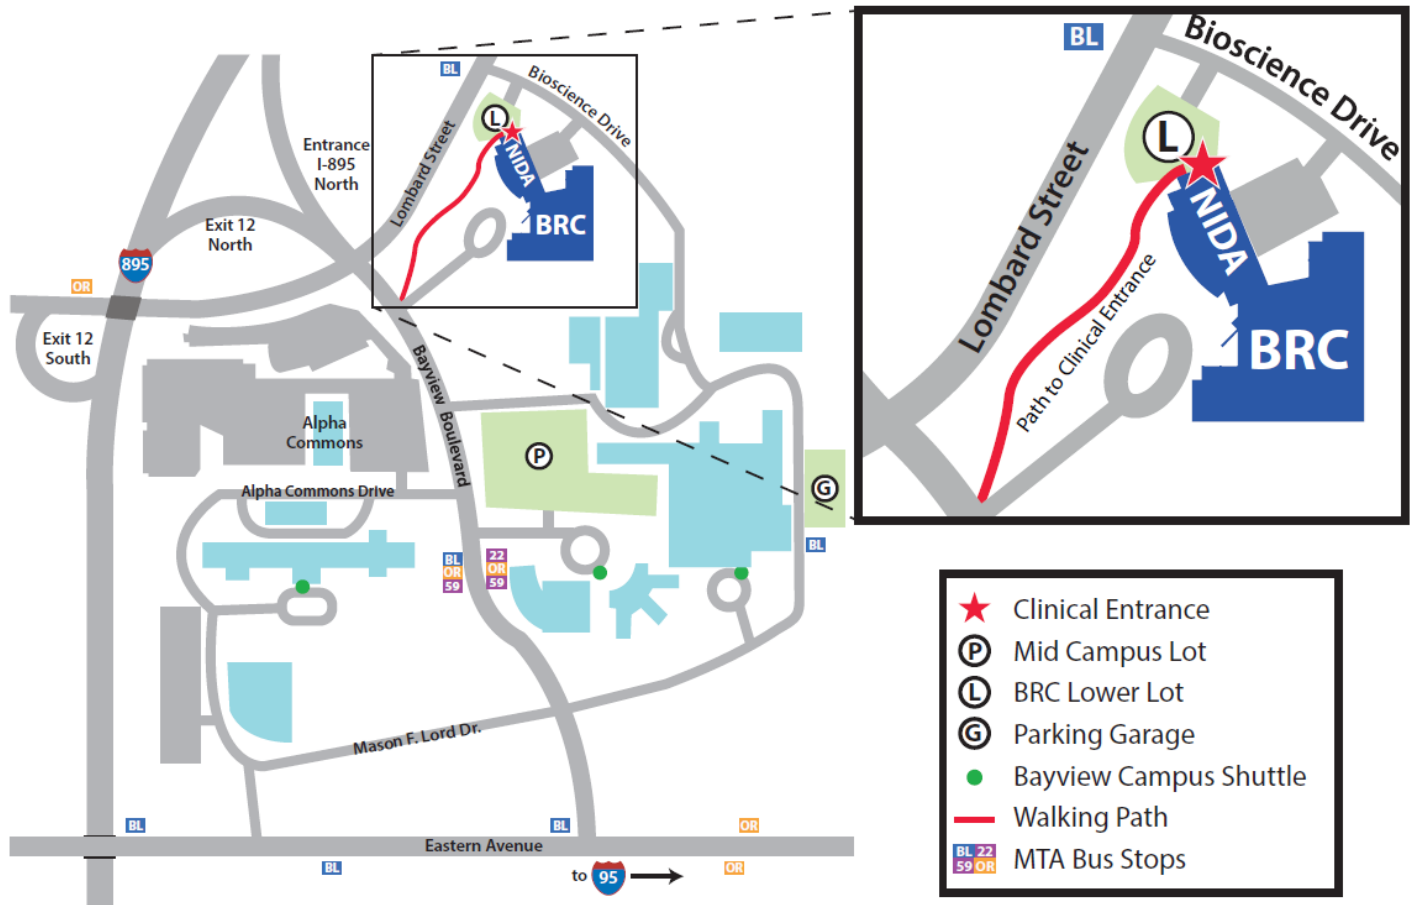 BL
Bioscience Drive
L
Lombard Street
NIDA
BRC
Entrance
I-895
North
Exit 12
North
895
OR
Exit 12
South
Bayview Boulevard
Alpha
Commons
P
G
Alpha Commons Drive
BL
OR
59
22
OR
59
BL
Mason F. Lord Dr.
BL
BL
OR
Eastern Avenue
BL
to 95
OR
BL
Bioscience Drive
L
Lombard Street
NIDA
Path to Clinical Entrance
BRC
Clinical Entrance
P Mid Campus Lot
L BRC Lower Lot
G Parking Garage
Bayview Campus Shuttle
Walking Path
BL 22
59 OR
MTA Bus Stops